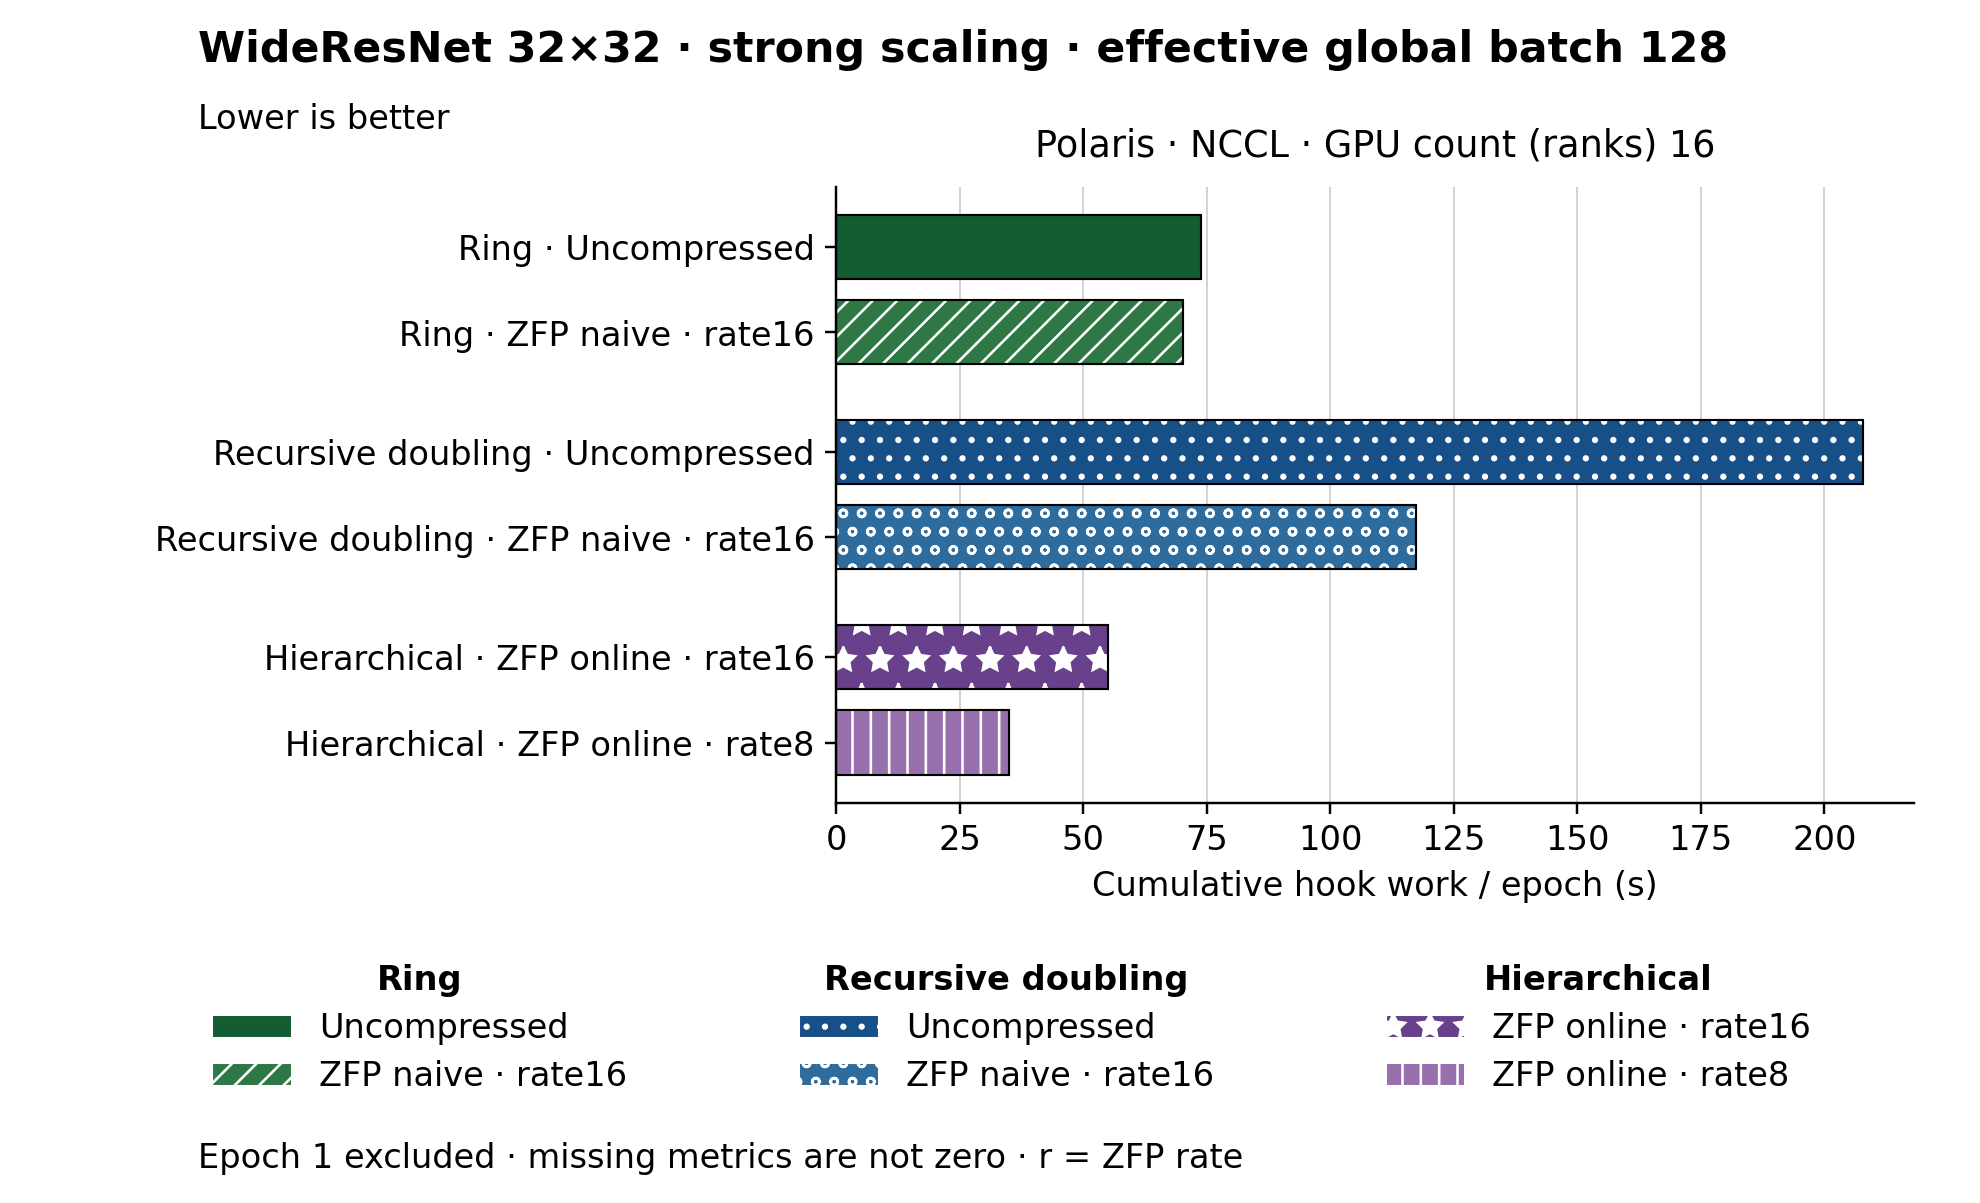 WideResNet 32×32 · strong scaling · effective global batch 128
Lower is better
Polaris · NCCL · GPU count (ranks) 16
Ring · Uncompressed
Ring · ZFP naive · rate16
Recursive doubling · Uncompressed
Recursive doubling · ZFP naive · rate16
Hierarchical · ZFP online · rate16
Hierarchical · ZFP online · rate8
0 25 50 75 100 125 150 175 200
Cumulative hook work / epoch (s)
Ring
Uncompressed
ZFP naive · rate16
Recursive doubling
Uncompressed
ZFP naive · rate16
Hierarchical
ZFP online · rate16
ZFP online · rate8
Epoch 1 excluded · missing metrics are not zero · r = ZFP rate